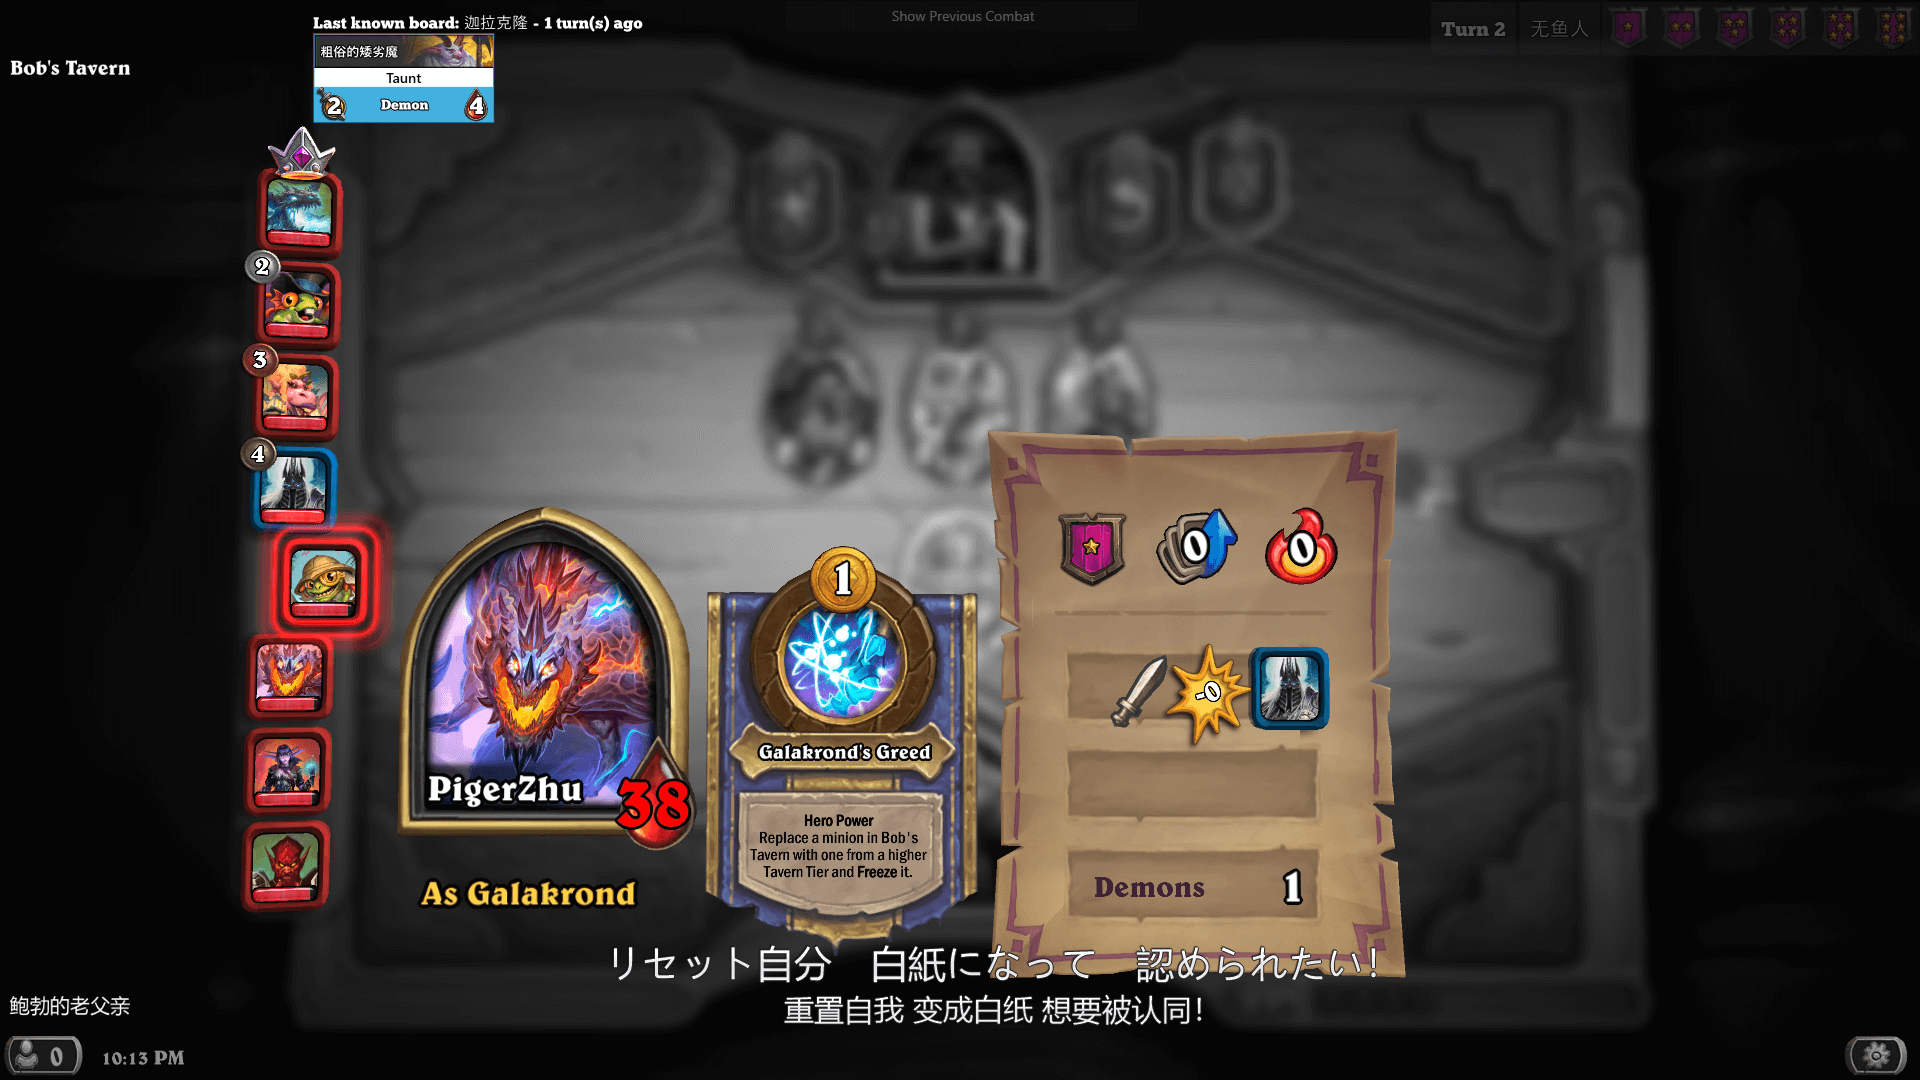 Last known board: 迦拉克隆 - 1 turn(s) ago
Show Previous Combat
Turn 2
无鱼人
Bob's Tavern
粗俗的矮劣魔
Taunt
2
Demon
4
2
3
4
1
0
0
-0
Galakrond's Greed
PigerZhu
38
Hero Power
Replace a minion in Bob's
Tavern with one from a higher
Tavern Tier and Freeze it.
As Galakrond
Demons
1
リセット自分 白紙になって 認められたい!
重置自我 变成白纸 想要被认同!
鲍勃的老父亲
0
10:13 PM